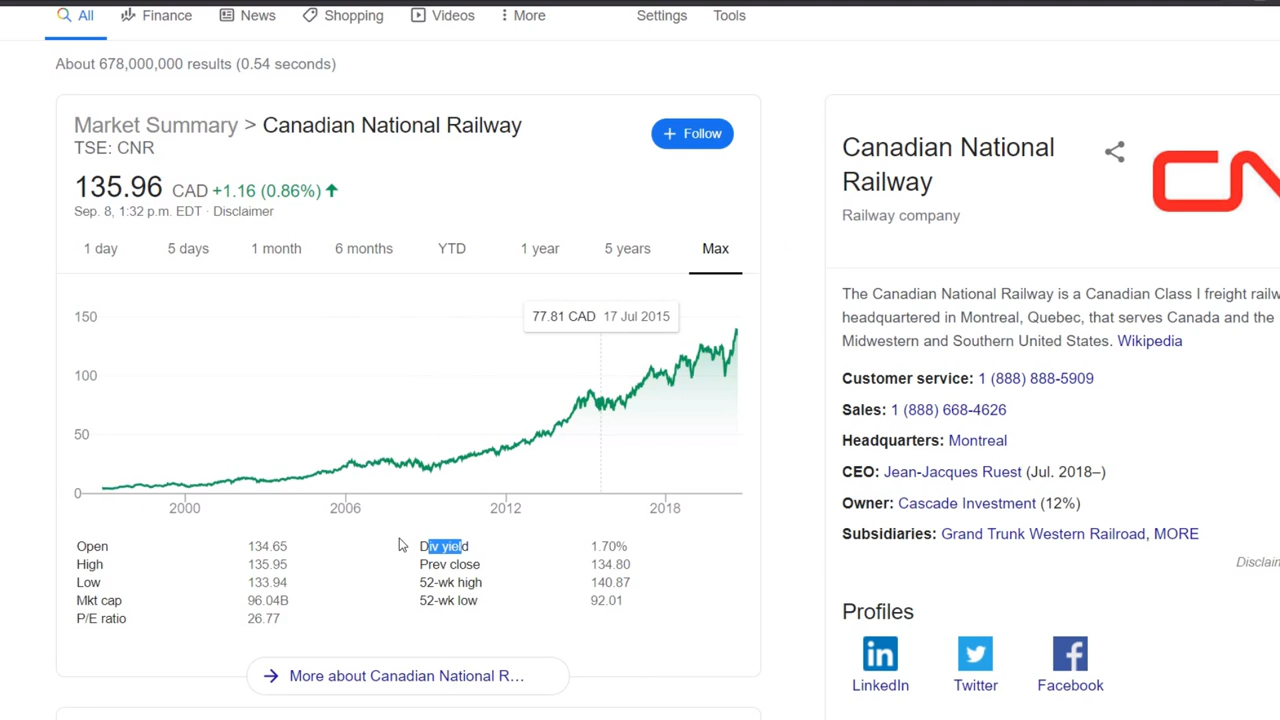 All Finance News Shopping Videos More Settings Tools
About 678,000,000 results (0.54 seconds)
Market Summary > Canadian National Railway
TSE: CNR
+ Follow
135.96 CAD +1.16 (0.86%)
Sep. 8, 1:32 p.m. EDT · Disclaimer
1 day 5 days 1 month 6 months YTD 1 year 5 years Max
77.81 CAD 17 Jul 2015
150
100
50
0
2000 2006 2012 2018
Open 134.65 Div yield 1.70%
High 135.95 Prev close 134.80
Low 133.94 52-wk high 140.87
Mkt cap 96.04B 52-wk low 92.01
P/E ratio 26.77
More about Canadian National R...
Canadian National
Railway
Railway company
CN
The Canadian National Railway is a Canadian Class I freight railw
headquartered in Montreal, Quebec, that serves Canada and the
Midwestern and Southern United States. Wikipedia
Customer service: 1 (888) 888-5909
Sales: 1 (888) 668-4626
Headquarters: Montreal
CEO: Jean-Jacques Ruest (Jul. 2018–)
Owner: Cascade Investment (12%)
Subsidiaries: Grand Trunk Western Railroad, MORE
Disclain
Profiles
in
f
LinkedIn Twitter Facebook